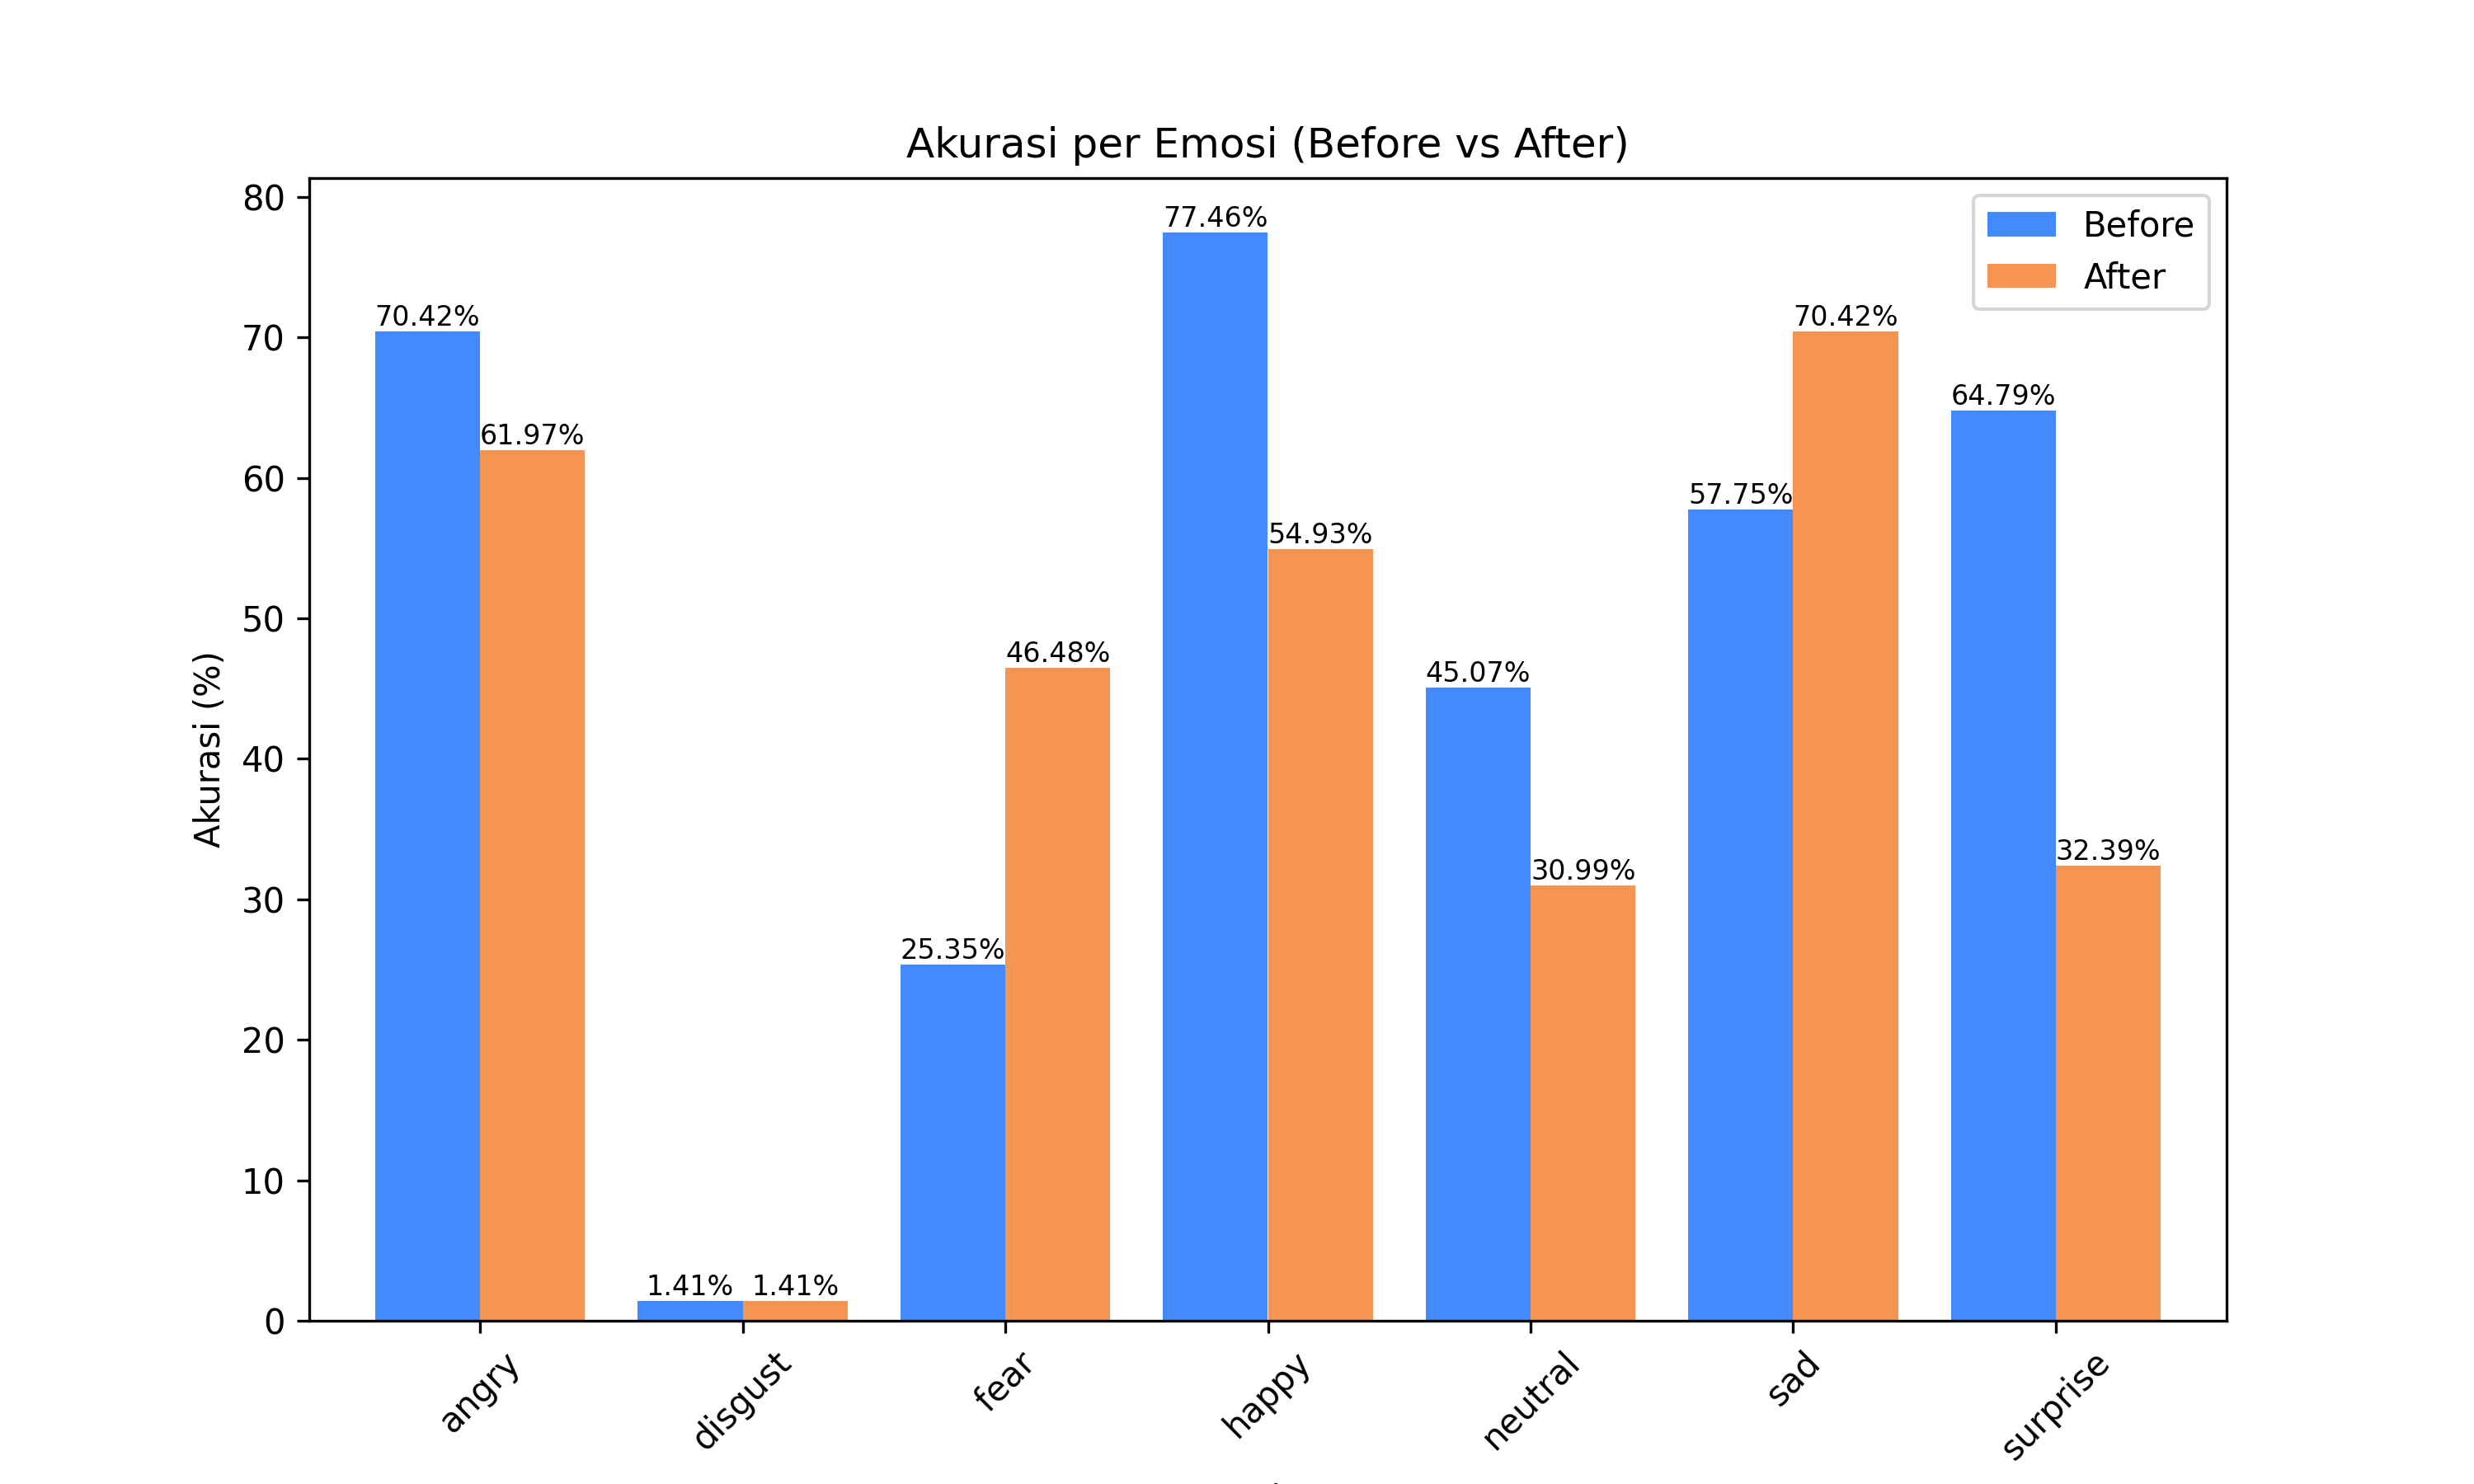 Akurasi per Emosi (Before vs After)
Before
After
Akurasi (%)
80
70
60
50
40
30
20
10
0
70.42%
61.97%
1.41%
1.41%
25.35%
46.48%
77.46%
54.93%
45.07%
30.99%
57.75%
70.42%
64.79%
32.39%
angry
disgust
fear
happy
neutral
sad
surprise